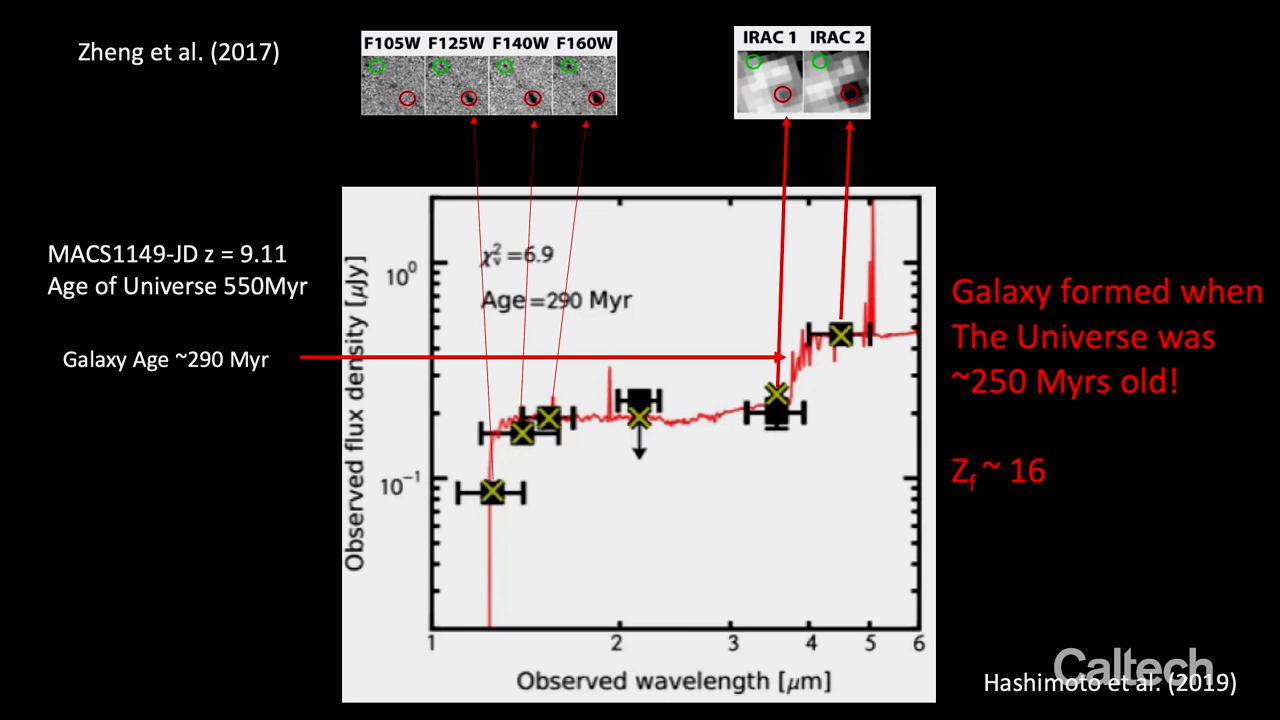 Zheng et al. (2017)
F105W F125W F140W F160W
IRAC 1 IRAC 2
MACS1149-JD z = 9.11
Age of Universe 550Myr
Galaxy Age ~290 Myr
χ²ᵥ=6.9
Age=290 Myr
Observed flux density [μJy]
10⁰
10⁻¹
1 2 3 4 5 6
Observed wavelength [μm]
Galaxy formed when
The Universe was
~250 Myrs old!
Zf ~ 16
Caltech
Hashimoto et al. (2019)